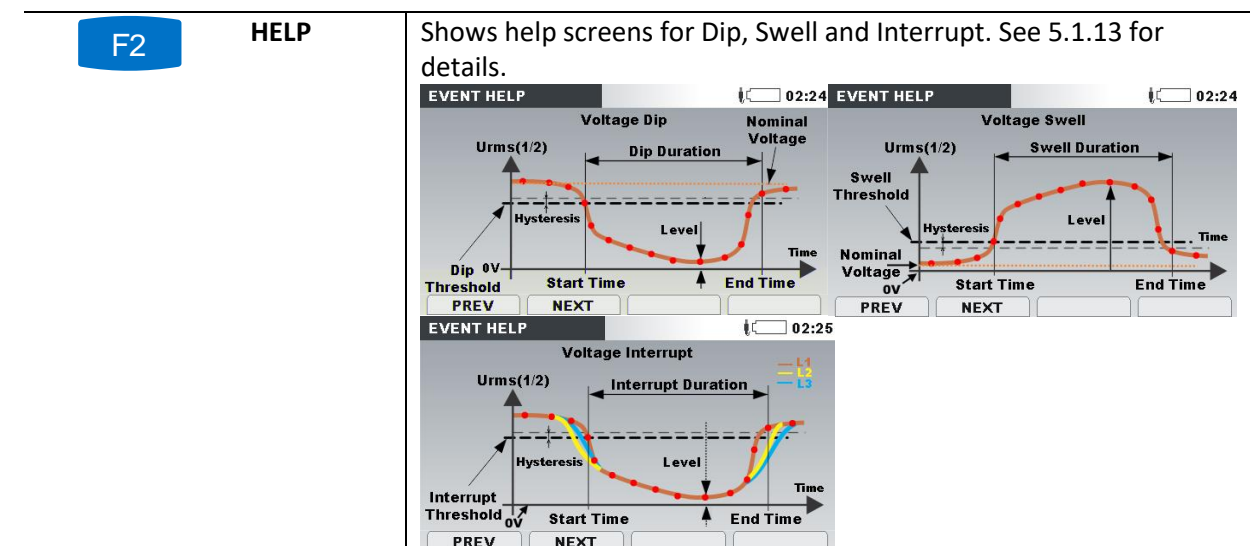 F2
HELP
Shows help screens for Dip, Swell and Interrupt. See 5.1.13 for
details.
EVENT HELP
02:24
Voltage Dip
Nominal
Voltage
Urms(1/2)
Dip Duration
Hysteresis
Level
Time
Dip
Threshold
0V
Start Time
End Time
PREV
NEXT
EVENT HELP
02:24
Voltage Swell
Urms(1/2)
Swell Duration
Swell
Threshold
Hysteresis
Level
Time
Nominal
Voltage
0V
Start Time
End Time
PREV
NEXT
EVENT HELP
02:25
Voltage Interrupt
L1
L2
L3
Urms(1/2)
Interrupt Duration
Hysteresis
Level
Time
Interrupt
Threshold
0V
Start Time
End Time
PREV
NEXT